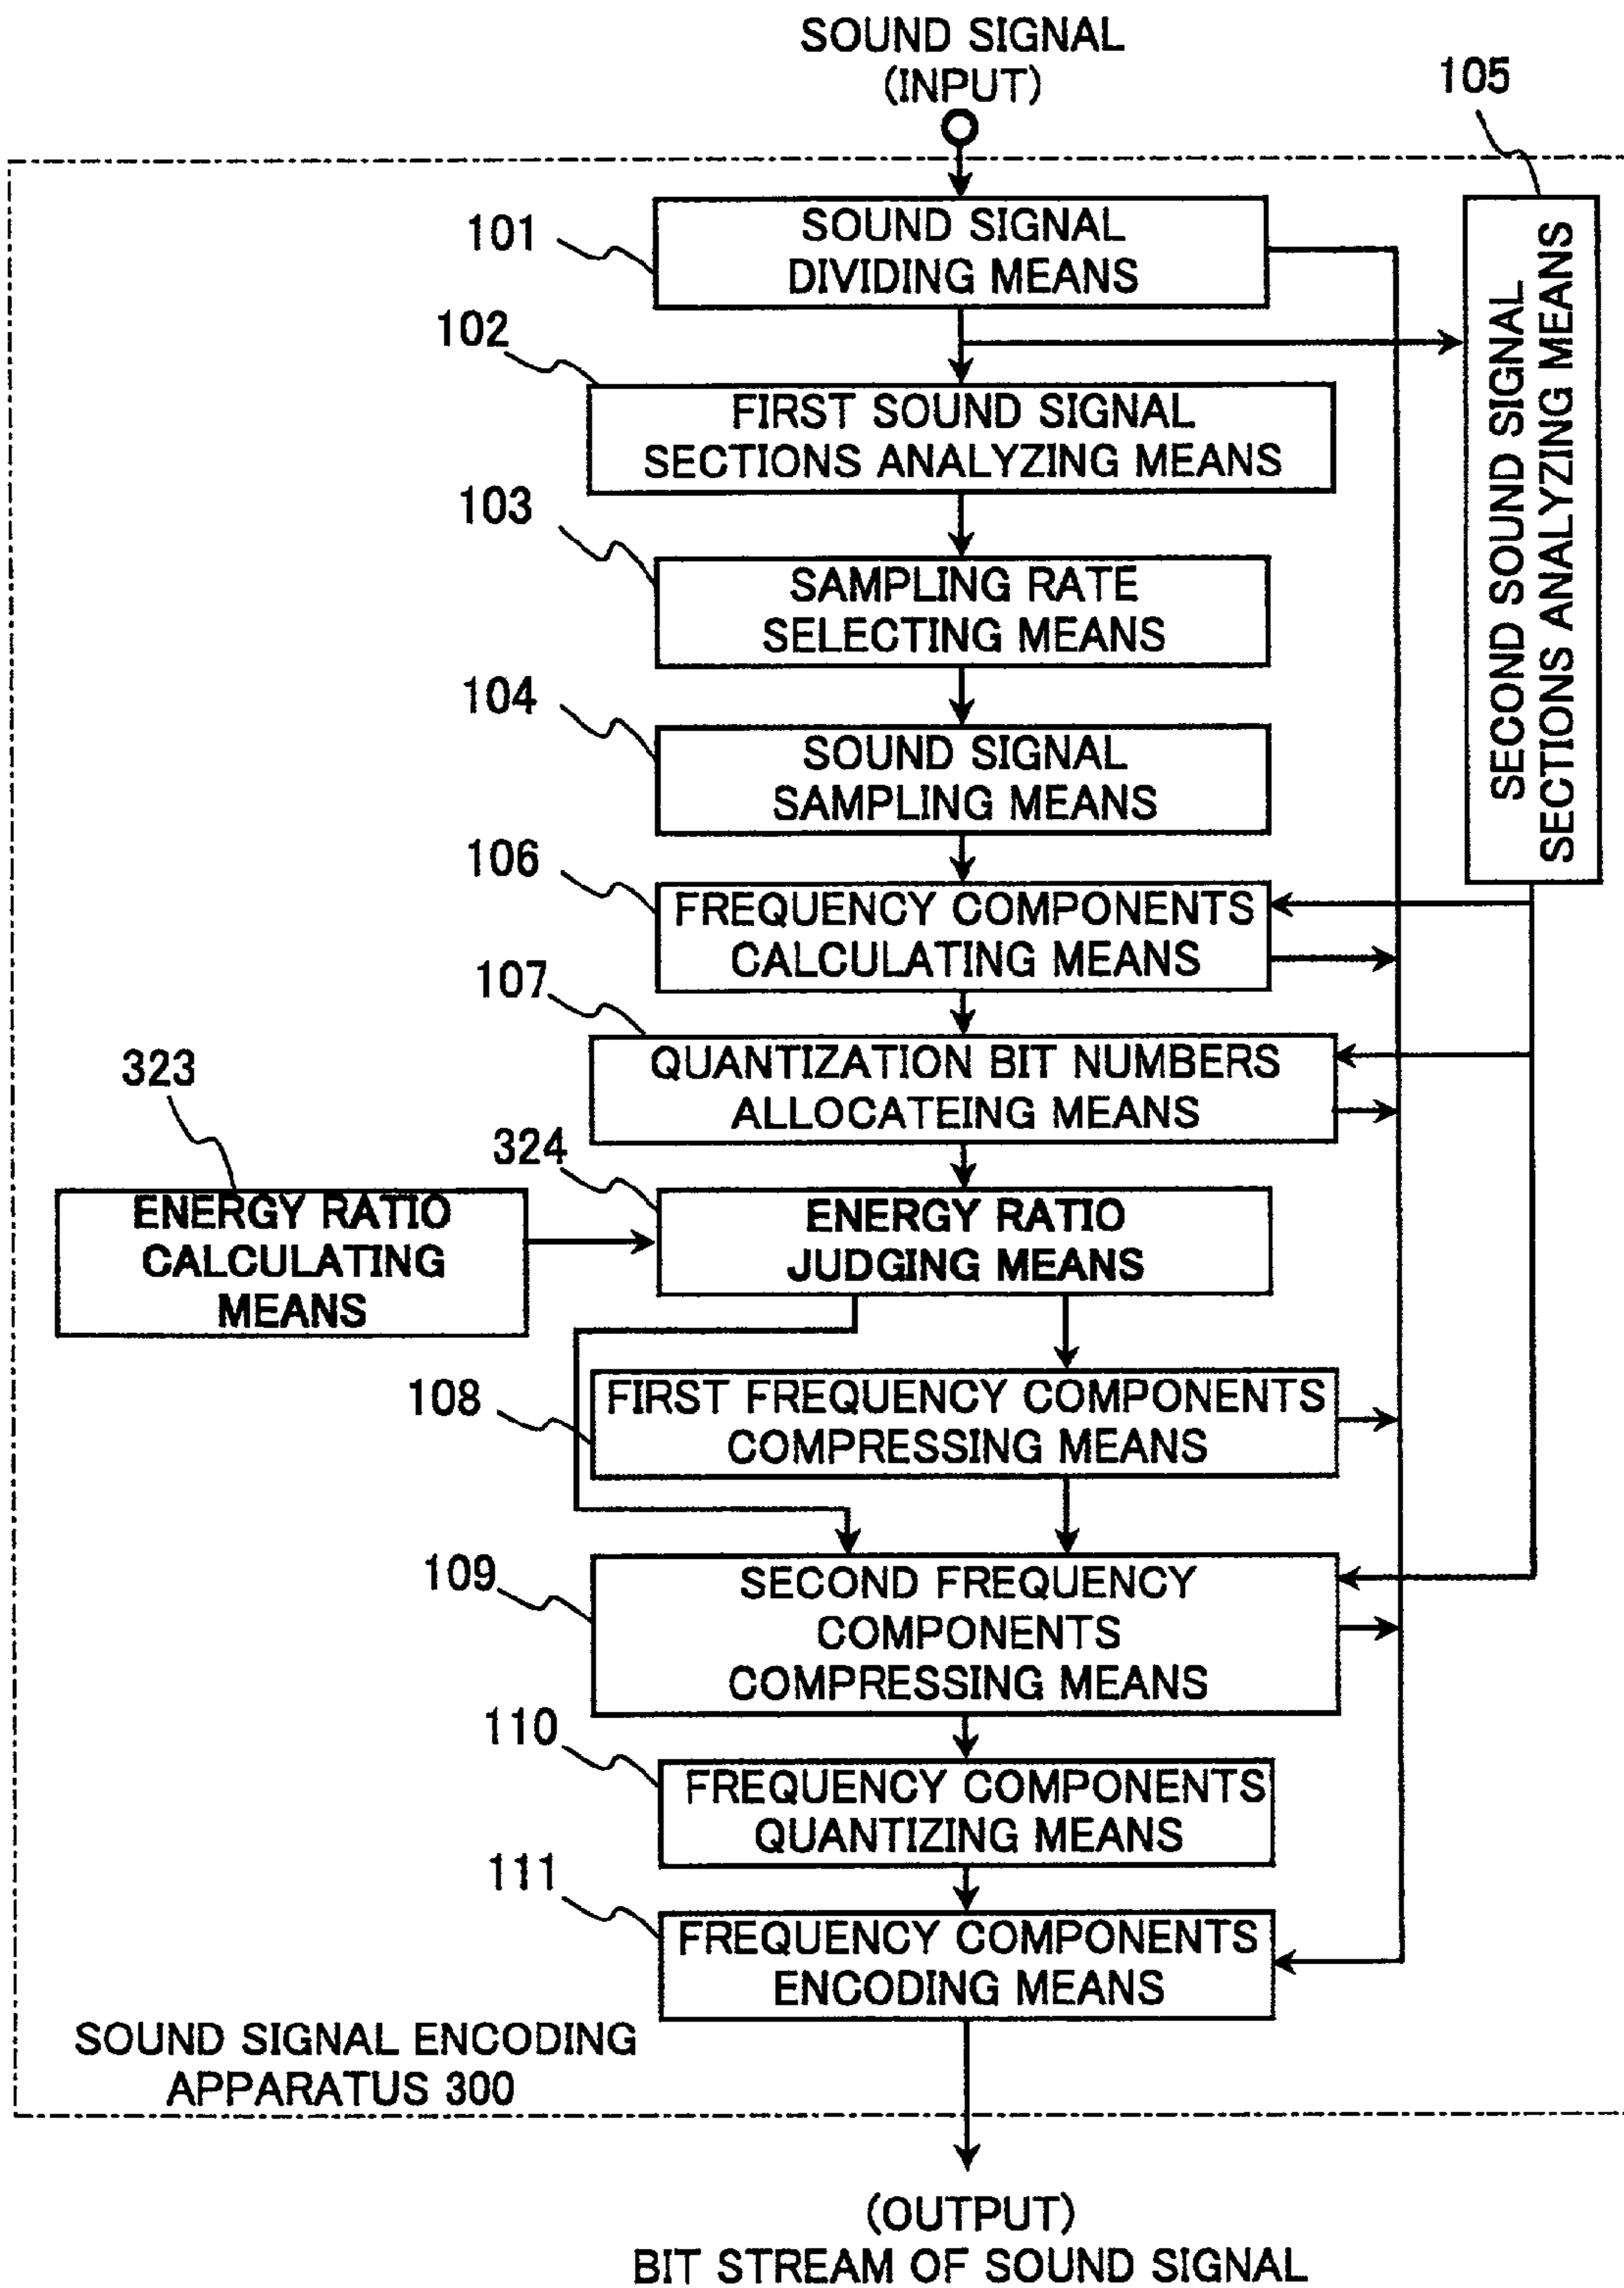 SOUND SIGNAL
(INPUT)
105
101
SOUND SIGNAL
DIVIDING MEANS
SECOND SOUND SIGNAL
SECTIONS ANALYZING MEANS
102
FIRST SOUND SIGNAL
SECTIONS ANALYZING MEANS
103
SAMPLING RATE
SELECTING MEANS
104
SOUND SIGNAL
SAMPLING MEANS
106
FREQUENCY COMPONENTS
CALCULATING MEANS
107
QUANTIZATION BIT NUMBERS
ALLOCATEING MEANS
323
ENERGY RATIO
CALCULATING
MEANS
324
ENERGY RATIO
JUDGING MEANS
108
FIRST FREQUENCY COMPONENTS
COMPRESSING MEANS
109
SECOND FREQUENCY
COMPONENTS
COMPRESSING MEANS
110
FREQUENCY COMPONENTS
QUANTIZING MEANS
111
FREQUENCY COMPONENTS
ENCODING MEANS
SOUND SIGNAL ENCODING
APPARATUS 300
(OUTPUT)
BIT STREAM OF SOUND SIGNAL